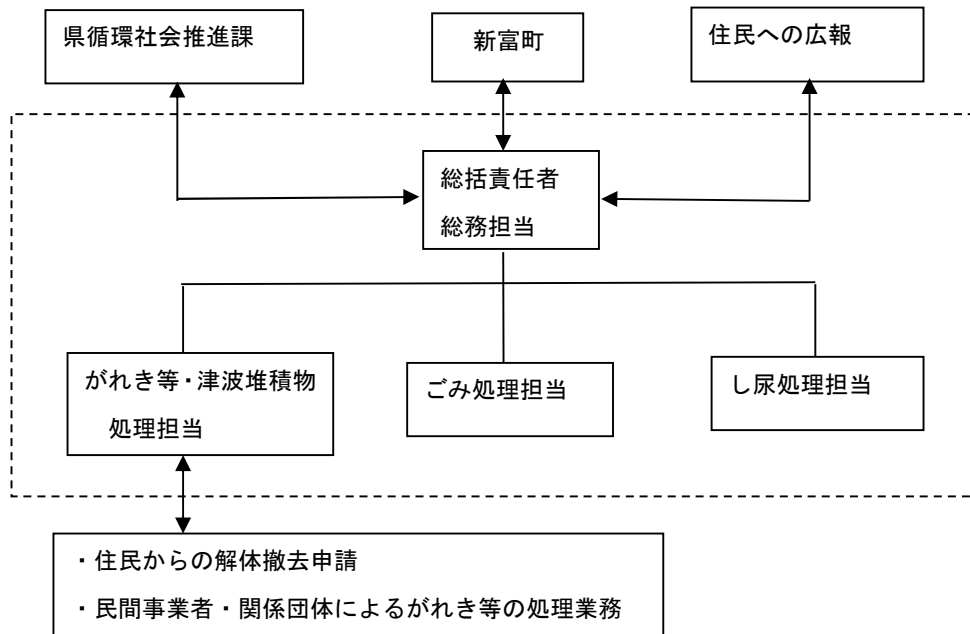 県循環社会推進課
新富町
住民への広報
総括責任者
総務担当
がれき等・津波堆積物
処理担当
ごみ処理担当
し尿処理担当
・住民からの解体撤去申請
・民間事業者・関係団体によるがれき等の処理業務